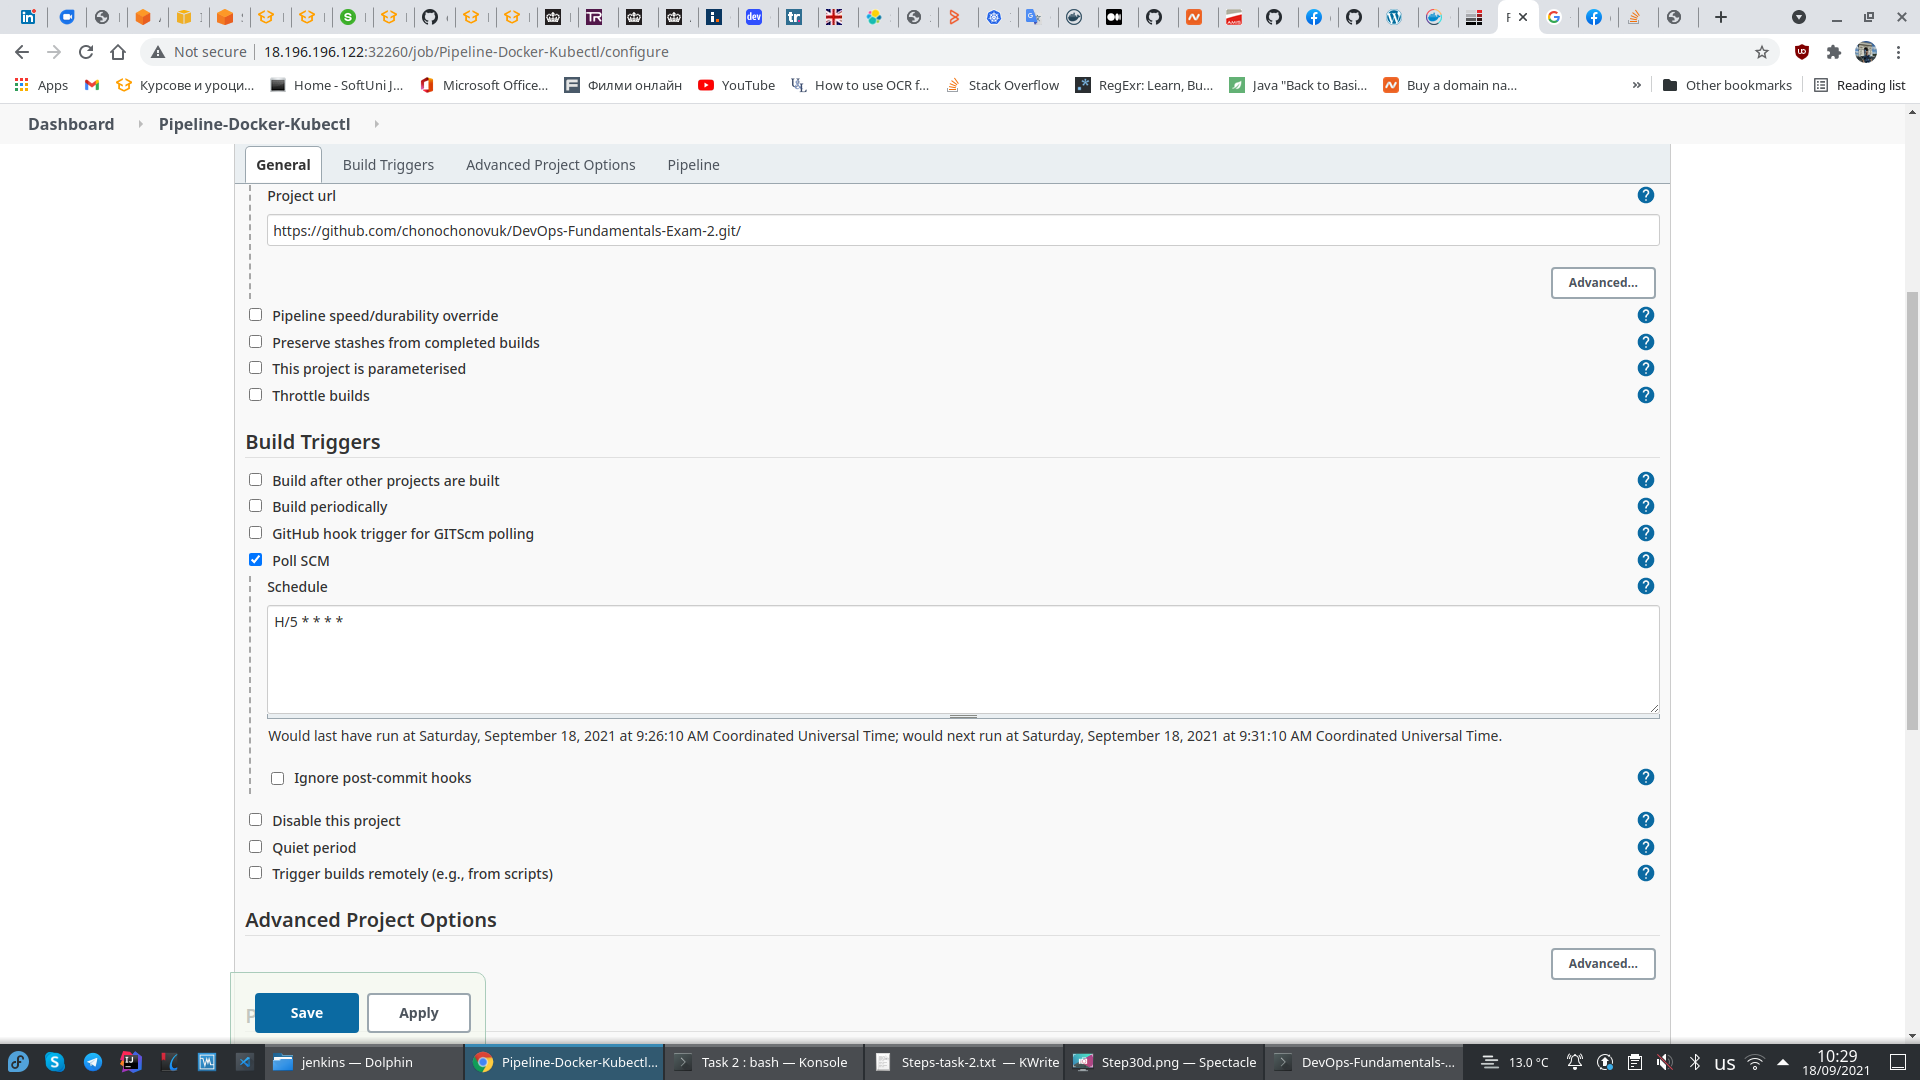 Not secure
18.196.196.122:32260/job/Pipeline-Docker-Kubectl/configure
Apps
Курсове и уроци...
Home - SoftUni J...
Microsoft Office...
Филми онлайн
YouTube
How to use OCR f...
Stack Overflow
RegExr: Learn, Bu...
Java "Back to Basi...
Buy a domain na...
»
Other bookmarks
Reading list
Dashboard
Pipeline-Docker-Kubectl
General
Build Triggers
Advanced Project Options
Pipeline
Project url
https://github.com/chonochonovuk/DevOps-Fundamentals-Exam-2.git/
Advanced...
Pipeline speed/durability override
Preserve stashes from completed builds
This project is parameterised
Throttle builds
Build Triggers
Build after other projects are built
Build periodically
GitHub hook trigger for GITScm polling
Poll SCM
Schedule
H/5 * * * *
Would last have run at Saturday, September 18, 2021 at 9:26:10 AM Coordinated Universal Time; would next run at Saturday, September 18, 2021 at 9:31:10 AM Coordinated Universal Time.
Ignore post-commit hooks
Disable this project
Quiet period
Trigger builds remotely (e.g., from scripts)
Advanced Project Options
Advanced...
Save
Apply
jenkins — Dolphin
Pipeline-Docker-Kubectl...
Task 2 : bash — Konsole
Steps-task-2.txt — KWrite
Step30d.png — Spectacle
DevOps-Fundamentals-...
13.0 °C
us
10:29
18/09/2021